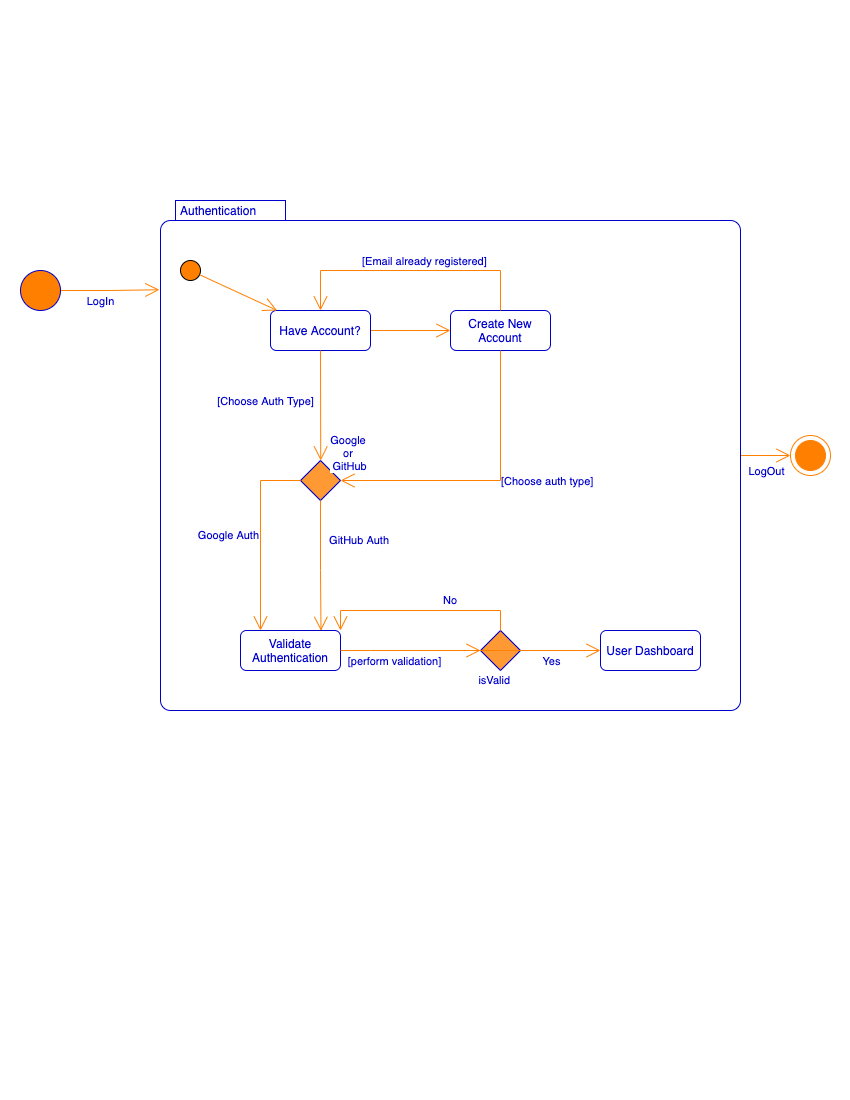 Authentication
[Email already registered]
LogIn
Have Account?
Create New
Account
[Choose Auth Type]
Google
or
GitHub
[Choose auth type]
LogOut
Google Auth
GitHub Auth
No
Validate
Authentication
[perform validation]
isValid
Yes
User Dashboard